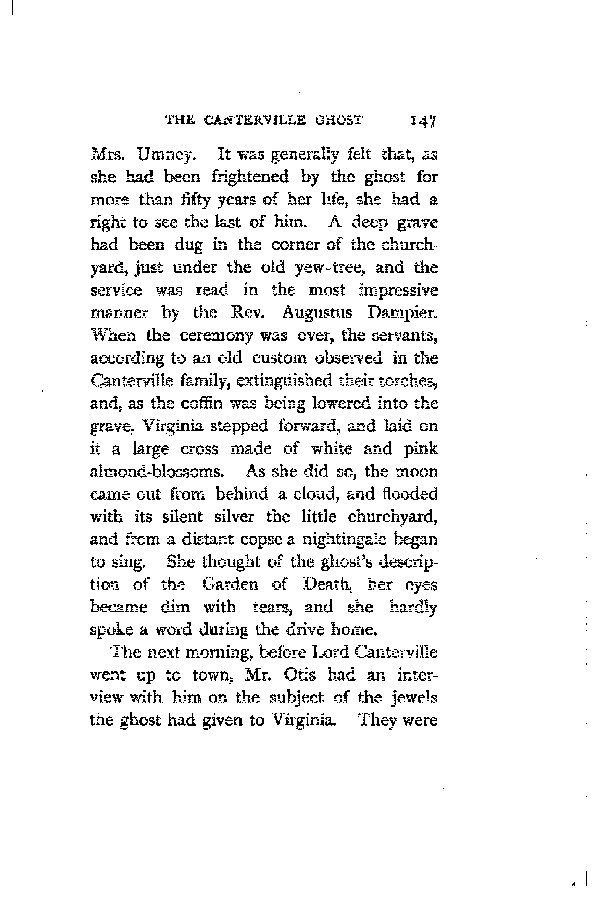 THE CANTERVILLE GHOST 147
Mrs. Umney. It was generally felt that, as
she had been frightened by the ghost for
more than fifty years of her life, she had a
right to see the last of him. A deep grave
had been dug in the corner of the church-
yard, just under the old yew-tree, and the
service was read in the most impressive
manner by the Rev. Augustus Dampier.
When the ceremony was over, the servants,
according to an old custom observed in the
Canterville family, extinguished their torches,
and, as the coffin was being lowered into the
grave, Virginia stepped forward, and laid on
it a large cross made of white and pink
almond-blossoms. As she did so, the moon
came out from behind a cloud, and flooded
with its silent silver the little churchyard,
and from a distant copse a nightingale began
to sing. She thought of the ghost's descrip-
tion of the Garden of Death, her eyes
became dim with tears, and she hardly
spoke a word during the drive home.
The next morning, before Lord Canterville
went up to town, Mr. Otis had an inter-
view with him on the subject of the jewels
the ghost had given to Virginia. They were